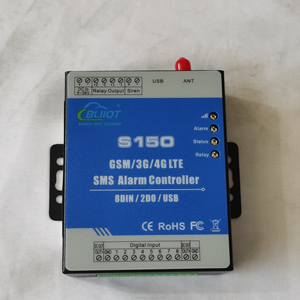 Relay Output
Siren
USB
ANT
BLIIOT
S150
Alarm
Status
Relay
GSM/3G/4G LTE
SMS Alarm Controller
8DIN/2DO/USB
CE RoHS
Digital Input
1 2 3 4 5 6 7 8